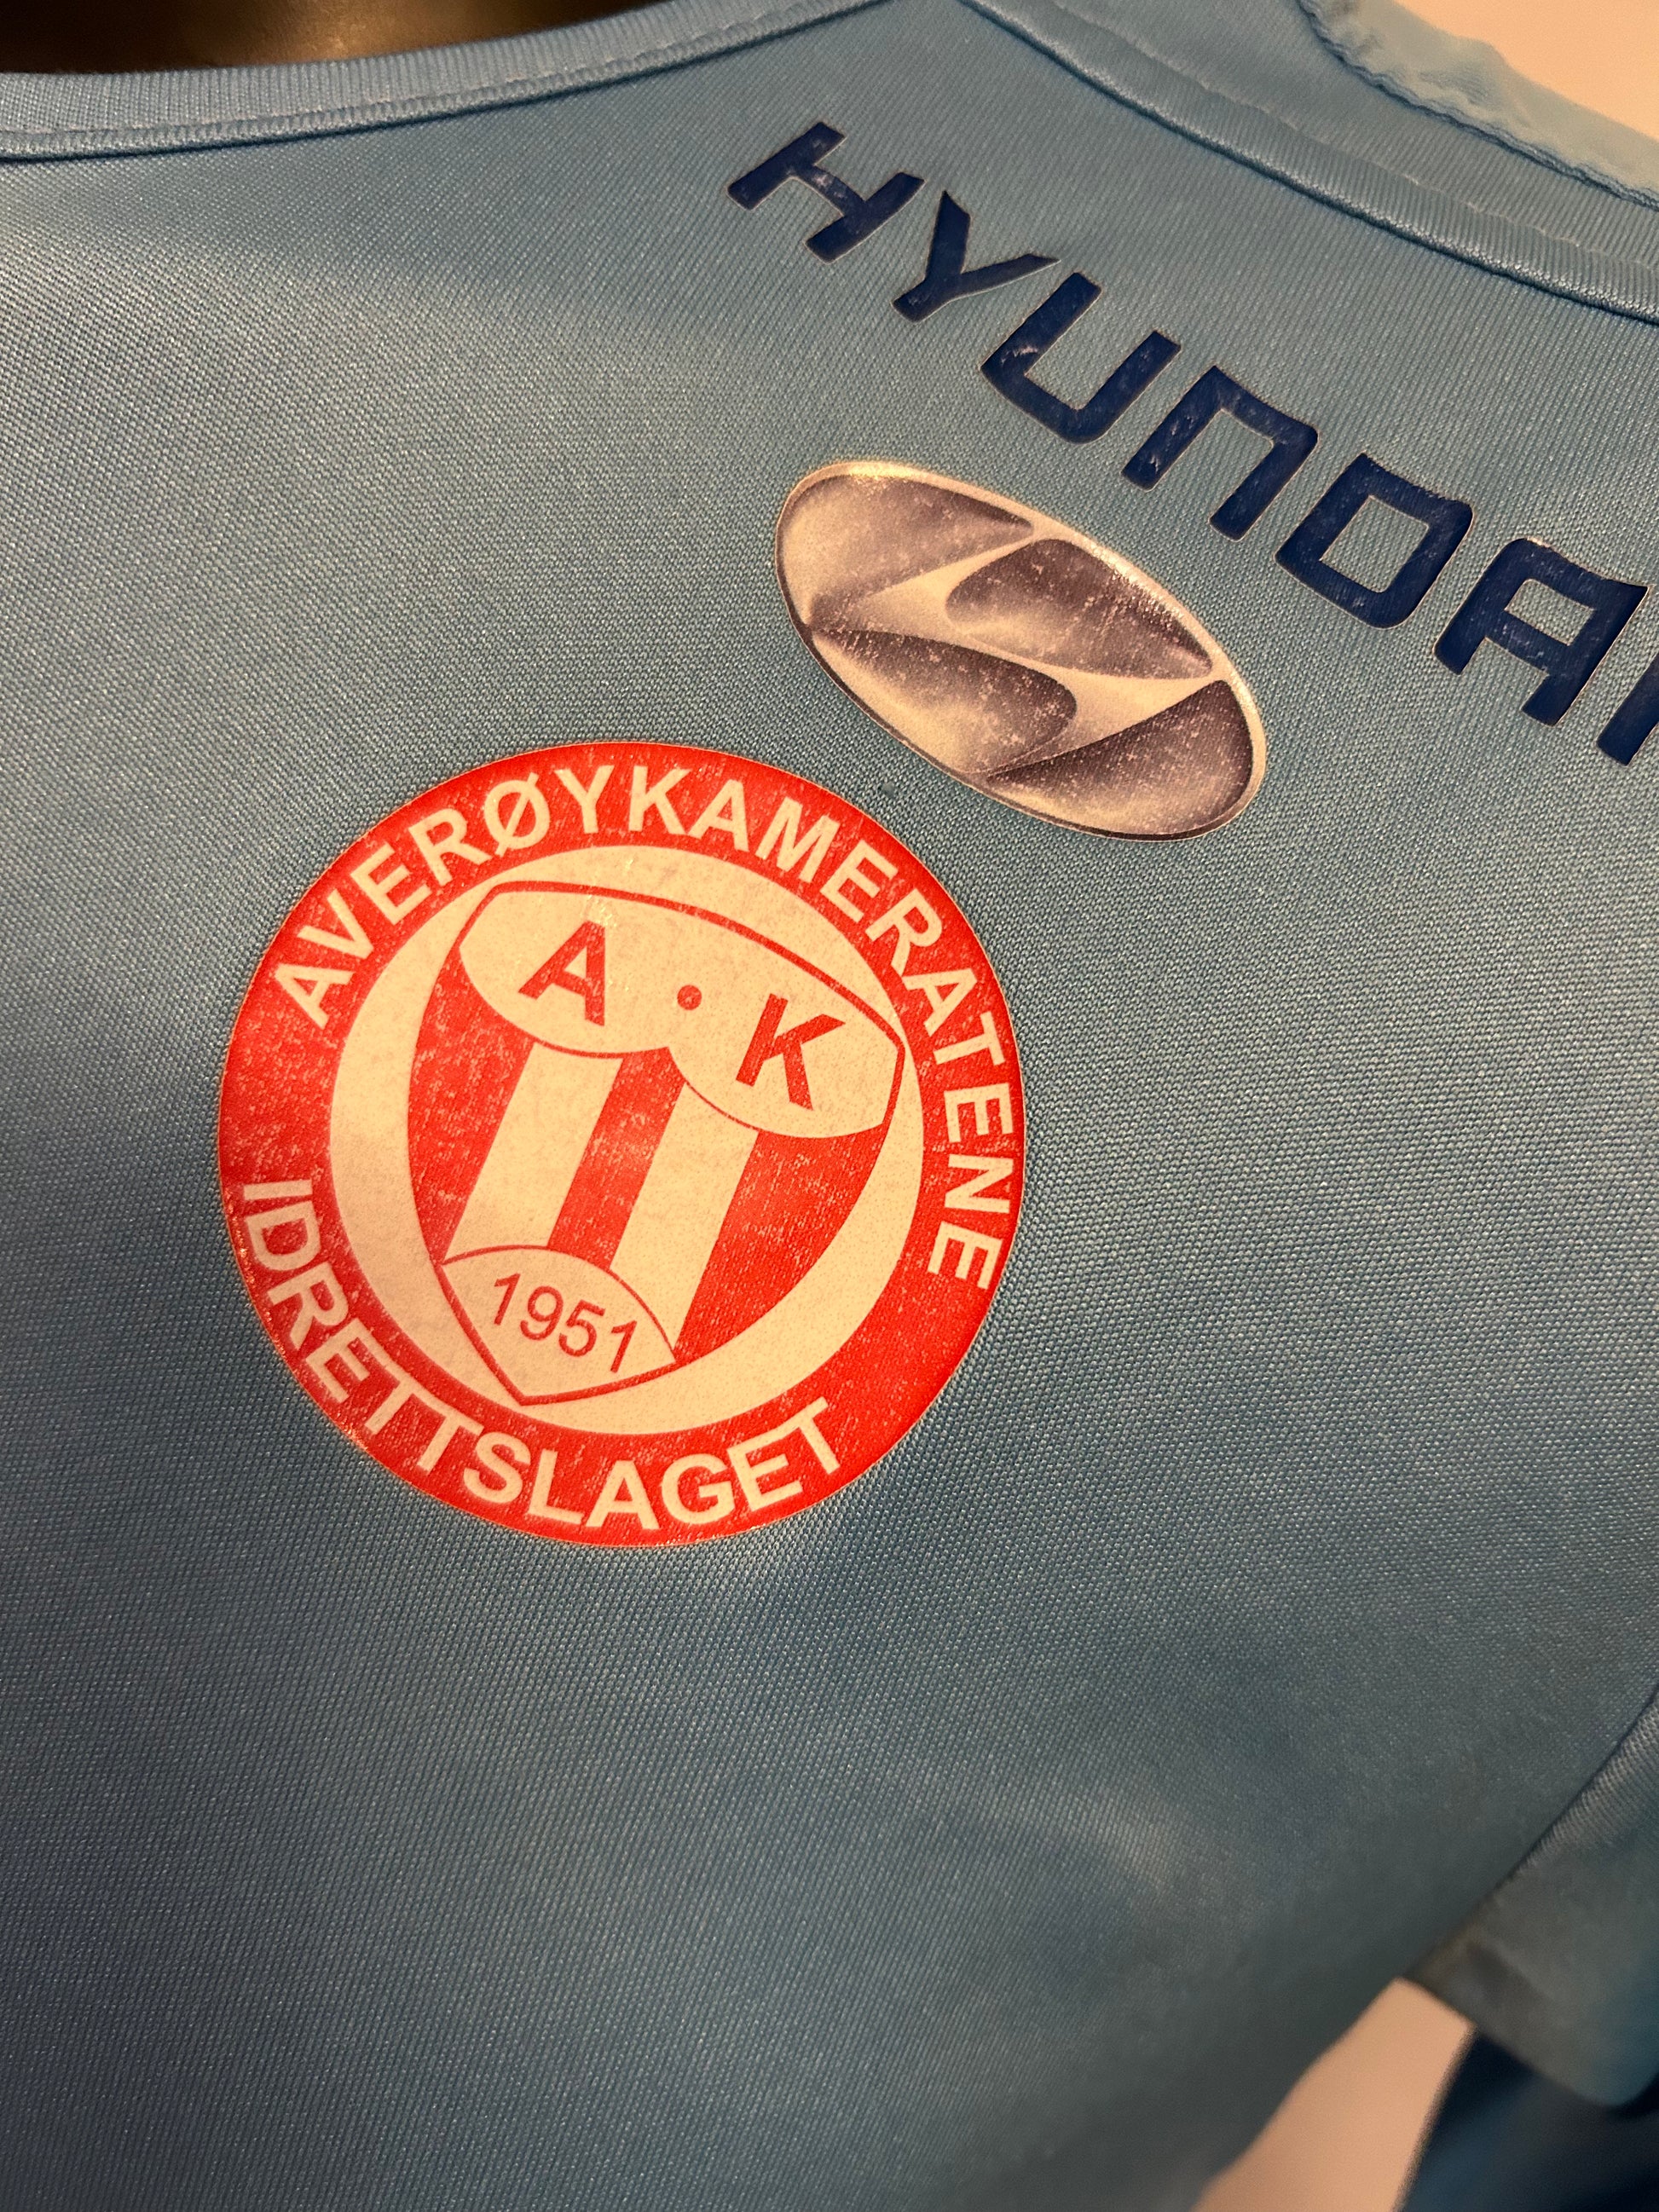 HYUNDAI
AVERØYKAMERATENE
A·K
1951
IDRETTSLAGET